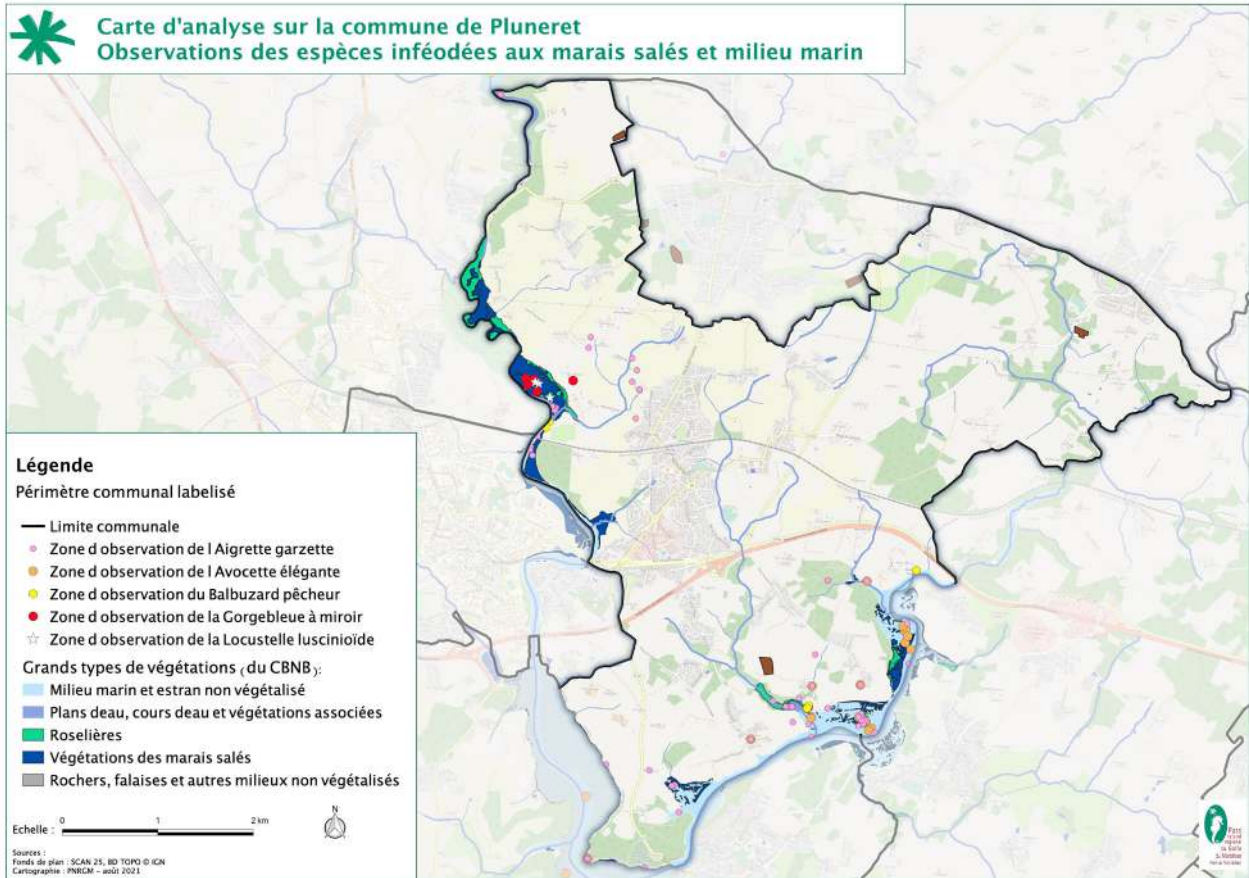 Carte d'analyse sur la commune de Pluneret
Observations des espèces inféodées aux marais salés et milieu marin
Légende
Périmètre communal labelisé
Limite communale
Zone d observation de l Aigrette garzette
Zone d observation de l Avocette élégante
Zone d observation du Balbuzard pêcheur
Zone d observation de la Gorgebleue à miroir
Zone d observation de la Locustelle luscinioïde
Grands types de végétations ( du CBNB ):
Milieu marin et estran non végétalisé
Plans deau, cours deau et végétations associées
Roselières
Végétations des marais salés
Rochers, falaises et autres milieux non végétalisés
Echelle :
0 1 2 km
N
Sources :
Fonds de plan : SCAN 25, BD TOPO © IGN
Cartographie : PNRGM - août 2021
Parc